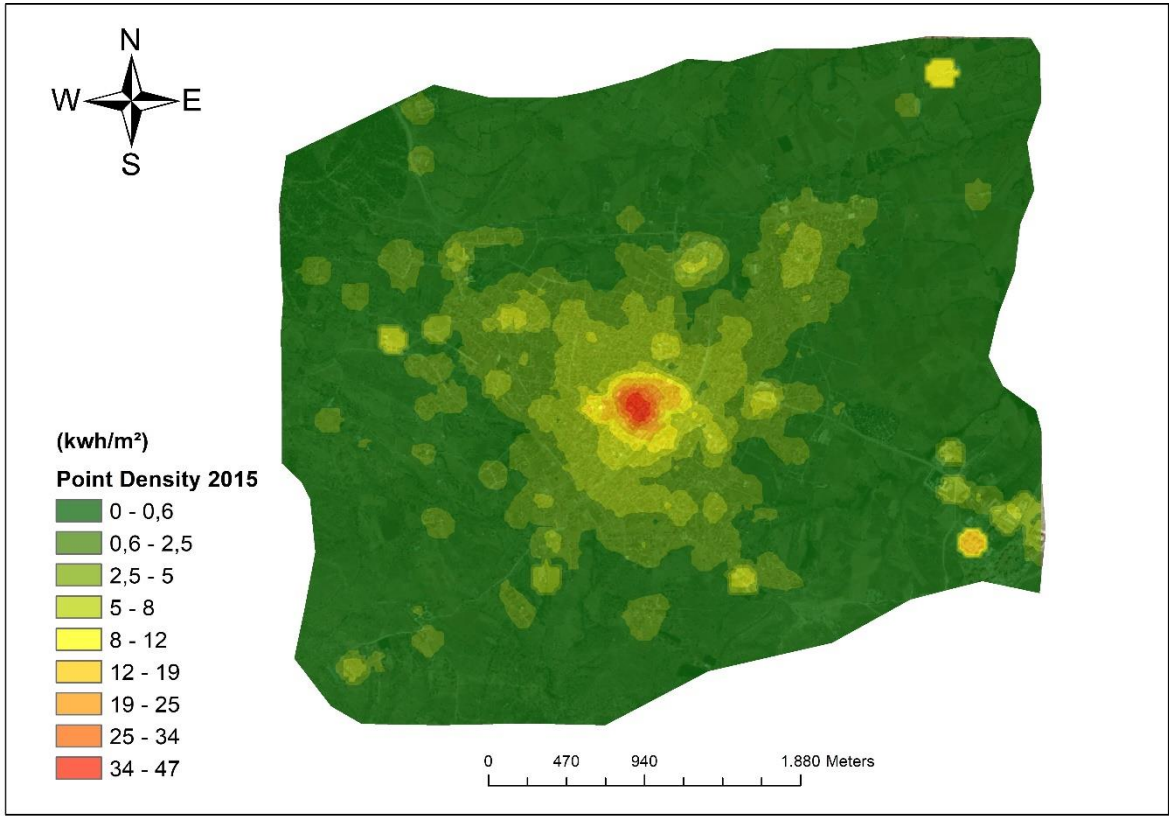 N
W E
S
(kwh/m²)
Point Density 2015
0 - 0,6
0,6 - 2,5
2,5 - 5
5 - 8
8 - 12
12 - 19
19 - 25
25 - 34
34 - 47
0 470 940 1.880 Meters